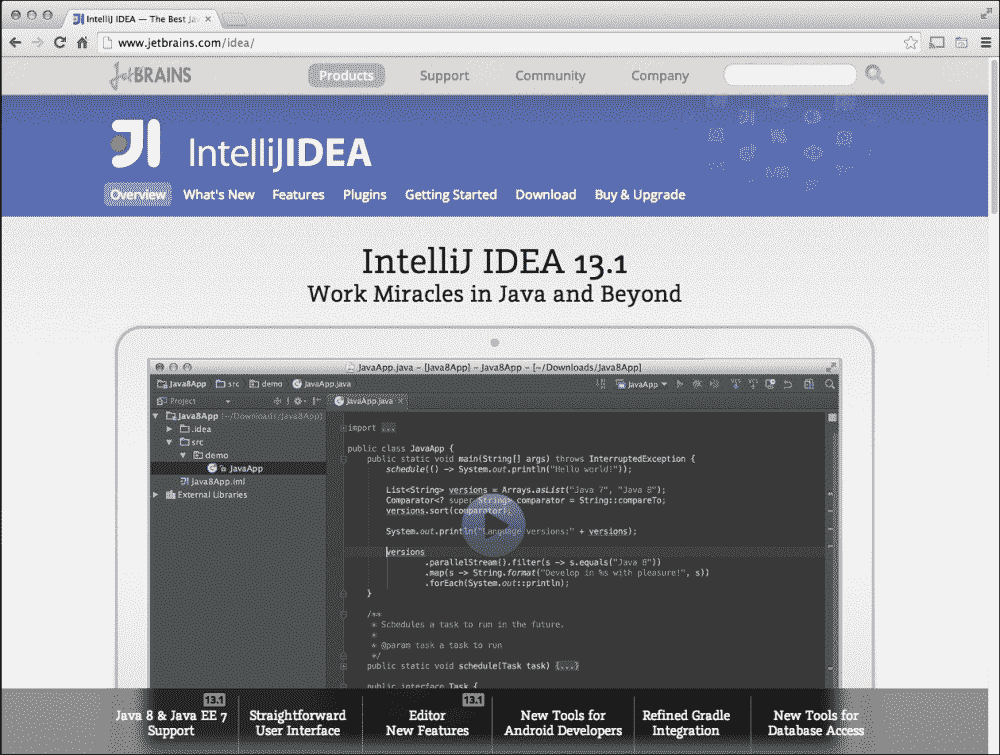 IntelliJ IDEA — The Best Ja
www.jetbrains.com/idea/
JetBRAINS
Products Support Community Company
JI IntelliJIDEA
Overview What's New Features Plugins Getting Started Download Buy & Upgrade
IntelliJ IDEA 13.1
Work Miracles in Java and Beyond
JavaApp.java – [Java8App] – Java8App – [~/Downloads/Java8App]
Java8App src demo JavaApp.java JavaApp
Project JavaApp.java
Java8App (~/Downloads/Java8App)
.idea
src
demo
JavaApp
Java8App.iml
External Libraries
import ...
public class JavaApp {
public static void main(String[] args) throws InterruptedException {
schedule(() -> System.out.println("Hello world!"));
List<String> versions = Arrays.asList("Java 7", "Java 8");
Comparator<? super String> comparator = String::compareTo;
versions.sort(comparator);
System.out.println("Language versions:" + versions);
versions
.parallelStream().filter(s -> s.equals("Java 8"))
.map(s -> String.format("Develop in %s with pleasure!", s))
.forEach(System.out::println);
}
/**
* Schedules a task to run in the future.
*
* @param task a task to run
*/
public static void schedule(Task task) {...}
public interface Task {
13.1 13.1
Java 8 & Java EE 7 Straightforward Editor New Tools for Refined Gradle New Tools for
Support User Interface New Features Android Developers Integration Database Access